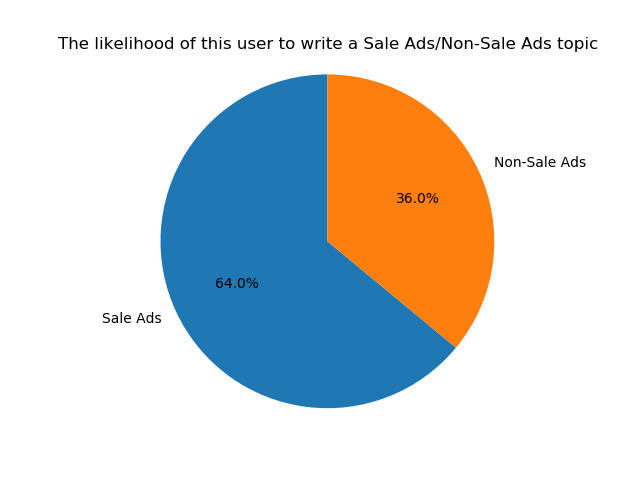 The likelihood of this user to write a Sale Ads/Non-Sale Ads topic
Non-Sale Ads
36.0%
64.0%
Sale Ads